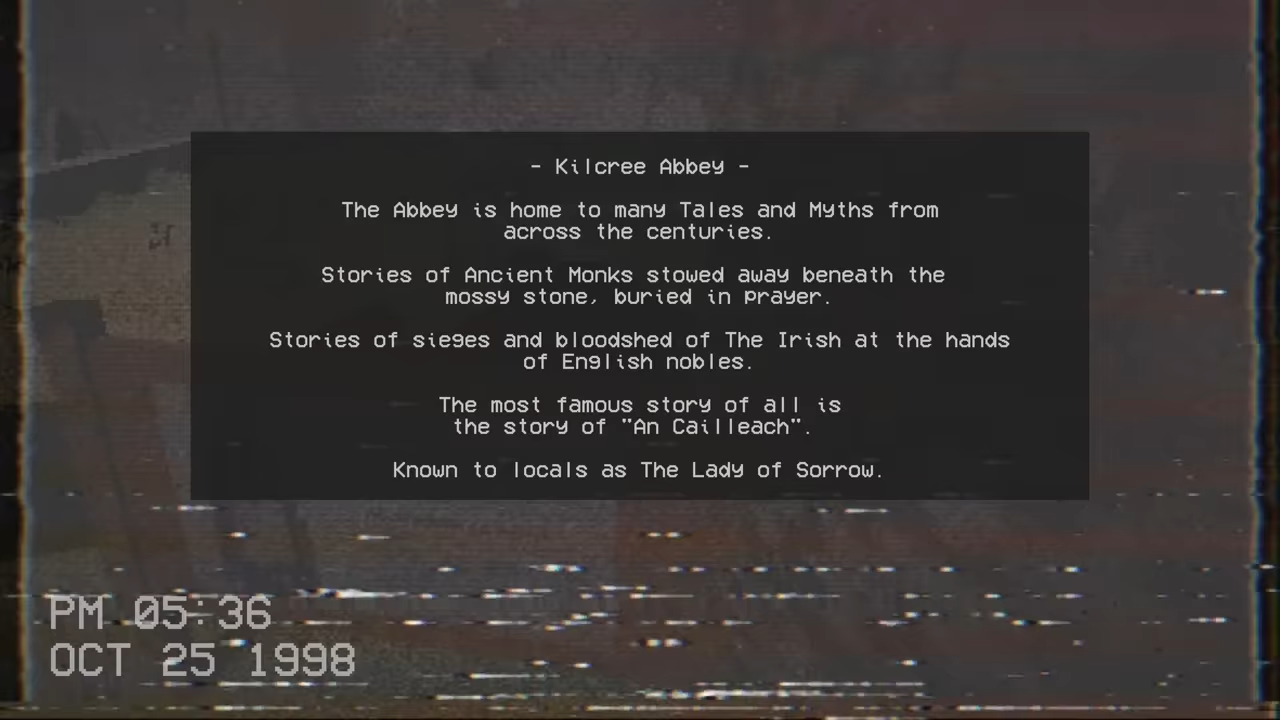 - Kilcree Abbey -
The Abbey is home to many Tales and Myths from
across the centuries.
Stories of Ancient Monks stowed away beneath the
mossy stone, buried in prayer.
Stories of sieges and bloodshed of The Irish at the hands
of English nobles.
The most famous story of all is
the story of "An Cailleach".
Known to locals as The Lady of Sorrow.
PM 05:36
OCT 25 1998